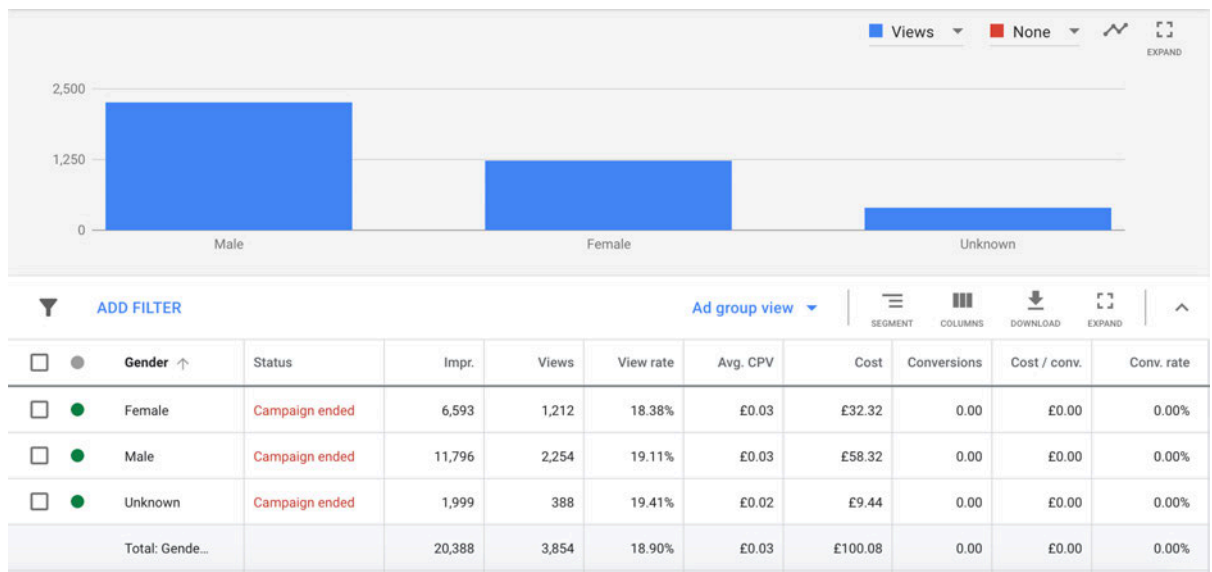 Views None
EXPAND
2,500
1,250
0
Male Female Unknown
ADD FILTER Ad group view SEGMENT COLUMNS DOWNLOAD EXPAND
Gender Status Impr. Views View rate Avg. CPV Cost Conversions Cost / conv. Conv. rate
Female Campaign ended 6,593 1,212 18.38% £0.03 £32.32 0.00 £0.00 0.00%
Male Campaign ended 11,796 2,254 19.11% £0.03 £58.32 0.00 £0.00 0.00%
Unknown Campaign ended 1,999 388 19.41% £0.02 £9.44 0.00 £0.00 0.00%
Total: Gende... 20,388 3,854 18.90% £0.03 £100.08 0.00 £0.00 0.00%